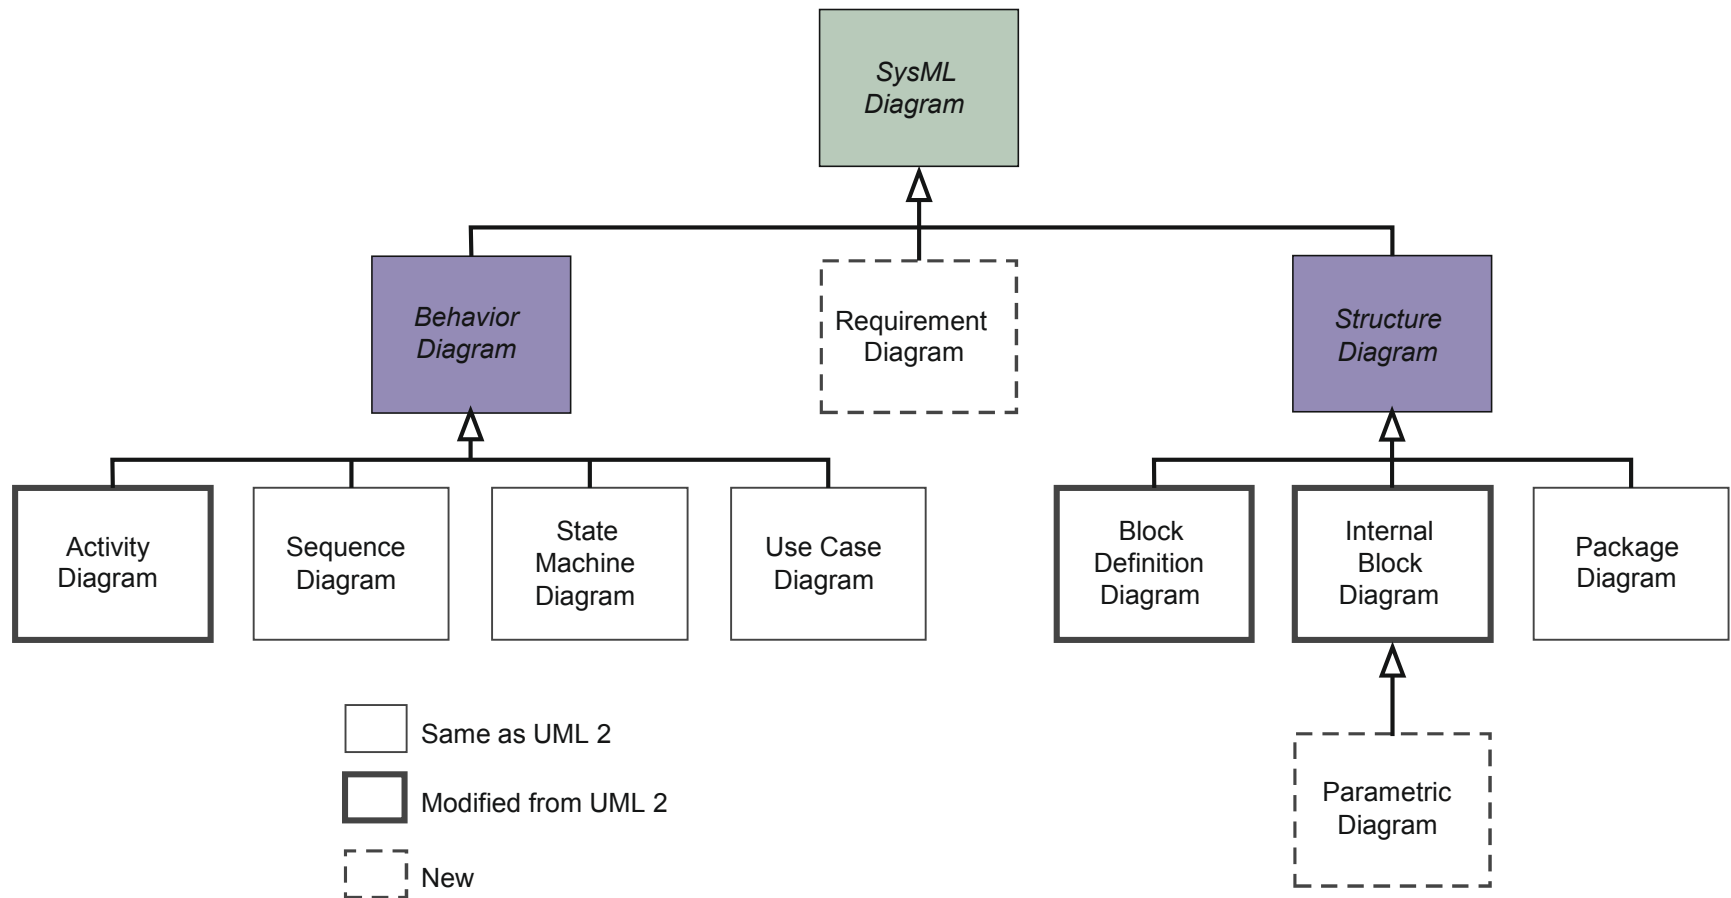 SysML
Diagram
Behavior
Diagram
Requirement
Diagram
Structure
Diagram
Activity
Diagram
Sequence
Diagram
State
Machine
Diagram
Use Case
Diagram
Block
Definition
Diagram
Internal
Block
Diagram
Package
Diagram
Same as UML 2
Modified from UML 2
New
Parametric
Diagram